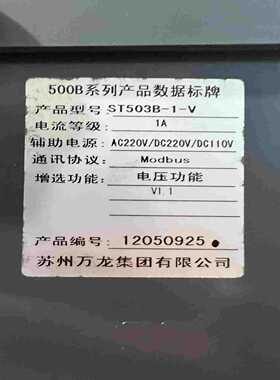 500B系列产品数据标牌
产品型号: ST503B-1-V
电流等级: 1A
辅助电源: AC220V/DC220V/DC110V
通讯协议: Modbus
增选功能: 电压功能
V1.1
产品编号: 12050925
苏州万龙集团有限公司